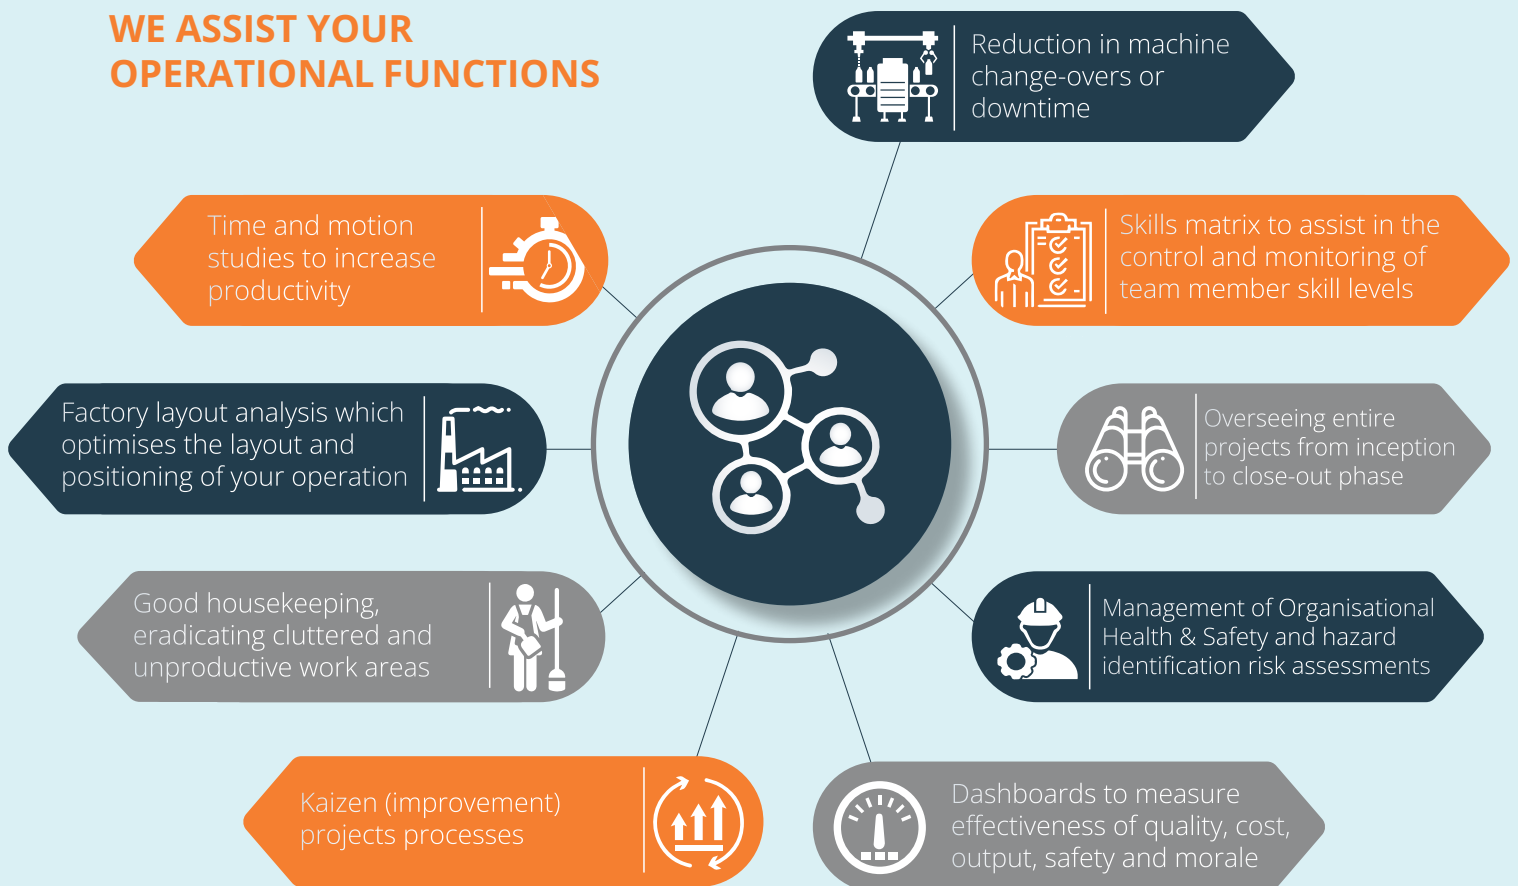 WE ASSIST YOUR
OPERATIONAL FUNCTIONS
Reduction in machine
change-overs or
downtime
Time and motion
studies to increase
productivity
Skills matrix to assist in the
control and monitoring of
team member skill levels
Factory layout analysis which
optimises the layout and
positioning of your operation
Overseeing entire
projects from inception
to close-out phase
Good housekeeping,
eradicating cluttered and
unproductive work areas
Management of Organisational
Health & Safety and hazard
identification risk assessments
Kaizen (improvement)
projects processes
Dashboards to measure
effectiveness of quality, cost,
output, safety and morale